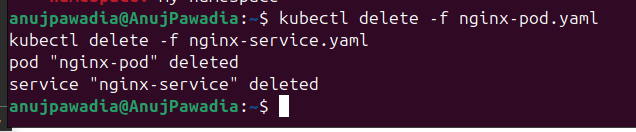 anujpawadia@AnujPawadia:~$ kubectl delete -f nginx-pod.yaml
kubectl delete -f nginx-service.yaml
pod "nginx-pod" deleted
service "nginx-service" deleted
anujpawadia@AnujPawadia:~$